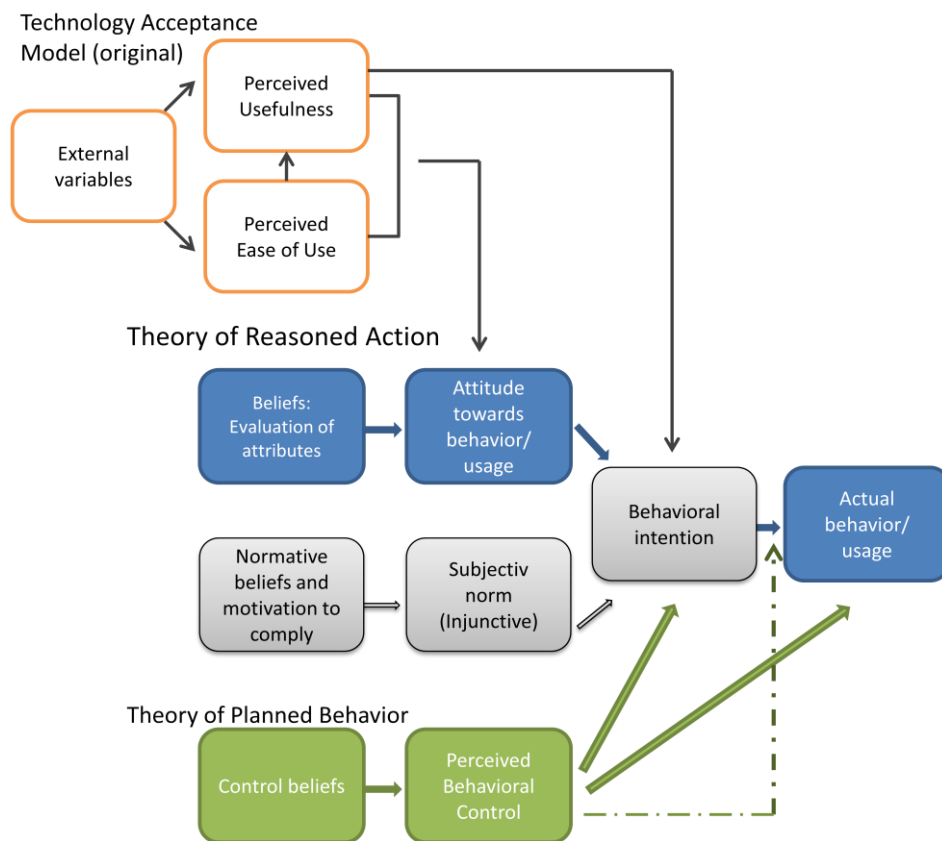 Technology Acceptance
Model (original)
Perceived
Usefulness
External
variables
Perceived
Ease of Use
Theory of Reasoned Action
Beliefs:
Evaluation of
attributes
Attitude
towards
behavior/
usage
Behavioral
intention
Actual
behavior/
usage
Normative
beliefs and
motivation to
comply
Subjectiv
norm
(Injunctive)
Theory of Planned Behavior
Control beliefs
Perceived
Behavioral
Control